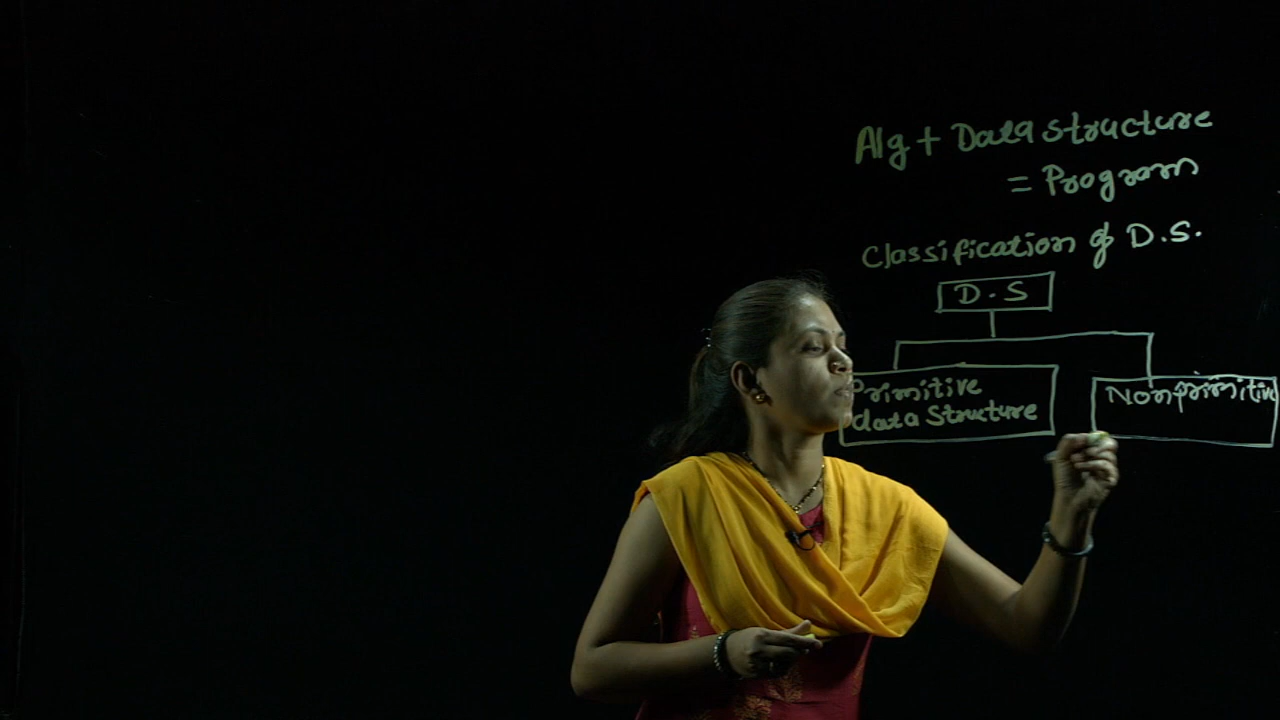 Alg + Data structure
= Program
Classification of D.S.
D.S
Primitive
data Structure
Nonprimitive